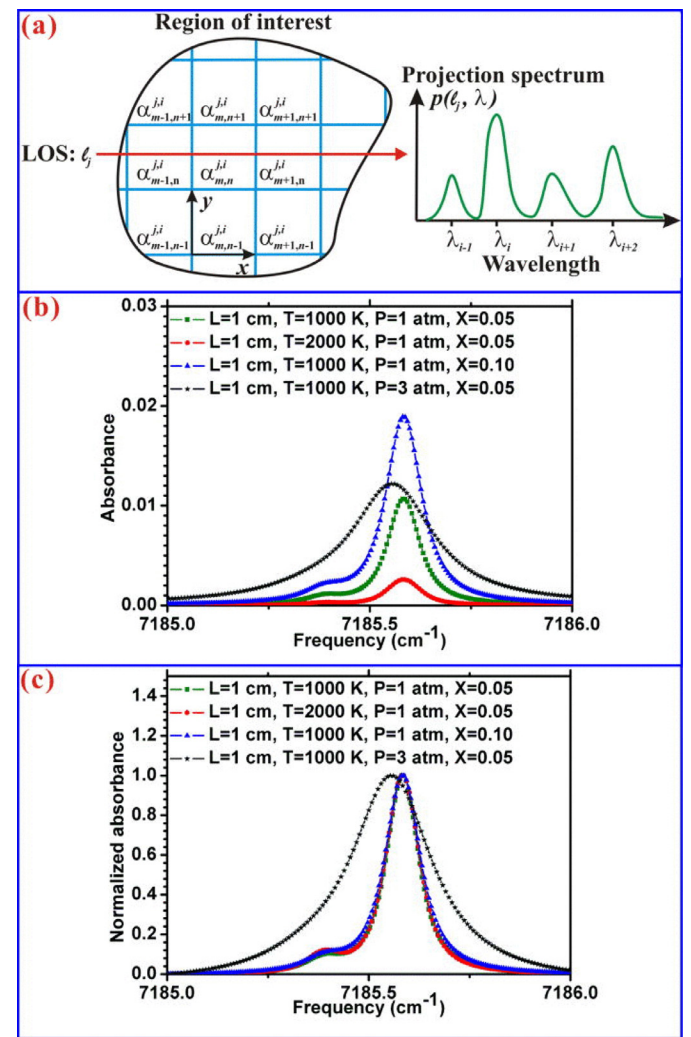 (a)
Region of interest
α^{j,i}_{m-1,n+1} α^{j,i}_{m,n+1} α^{j,i}_{m+1,n+1}
LOS: ℓ_j
α^{j,i}_{m-1,n} α^{j,i}_{m,n} α^{j,i}_{m+1,n}
y
α^{j,i}_{m-1,n-1} α^{j,i}_{m,n-1} α^{j,i}_{m+1,n-1}
x
Projection spectrum
p(ℓ_j, λ)
λ_{i-1} λ_i λ_{i+1} λ_{i+2}
Wavelength
(b)
0.03
0.02
0.01
0.00
Absorbance
L=1 cm, T=1000 K, P=1 atm, X=0.05
L=1 cm, T=2000 K, P=1 atm, X=0.05
L=1 cm, T=1000 K, P=1 atm, X=0.10
L=1 cm, T=1000 K, P=3 atm, X=0.05
7185.0 7185.5 7186.0
Frequency (cm⁻¹)
(c)
1.4
1.2
1.0
0.8
0.6
0.4
0.2
0.0
Normalized absorbance
L=1 cm, T=1000 K, P=1 atm, X=0.05
L=1 cm, T=2000 K, P=1 atm, X=0.05
L=1 cm, T=1000 K, P=1 atm, X=0.10
L=1 cm, T=1000 K, P=3 atm, X=0.05
7185.0 7185.5 7186.0
Frequency (cm⁻¹)